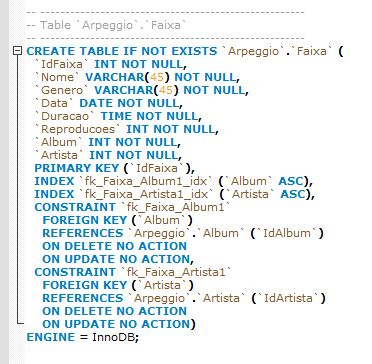 -- -----------------------------------------------------
-- Table `Arpeggio`.`Faixa`
-- -----------------------------------------------------
CREATE TABLE IF NOT EXISTS `Arpeggio`.`Faixa` (
`IdFaixa` INT NOT NULL,
`Nome` VARCHAR(45) NOT NULL,
`Genero` VARCHAR(45) NOT NULL,
`Data` DATE NOT NULL,
`Duracao` TIME NOT NULL,
`Reproducoes` INT NOT NULL,
`Album` INT NOT NULL,
`Artista` INT NOT NULL,
PRIMARY KEY (`IdFaixa`),
INDEX `fk_Faixa_Album1_idx` (`Album` ASC),
INDEX `fk_Faixa_Artista1_idx` (`Artista` ASC),
CONSTRAINT `fk_Faixa_Album1`
FOREIGN KEY (`Album`)
REFERENCES `Arpeggio`.`Album` (`IdAlbum`)
ON DELETE NO ACTION
ON UPDATE NO ACTION,
CONSTRAINT `fk_Faixa_Artista1`
FOREIGN KEY (`Artista`)
REFERENCES `Arpeggio`.`Artista` (`IdArtista`)
ON DELETE NO ACTION
ON UPDATE NO ACTION)
ENGINE = InnoDB;